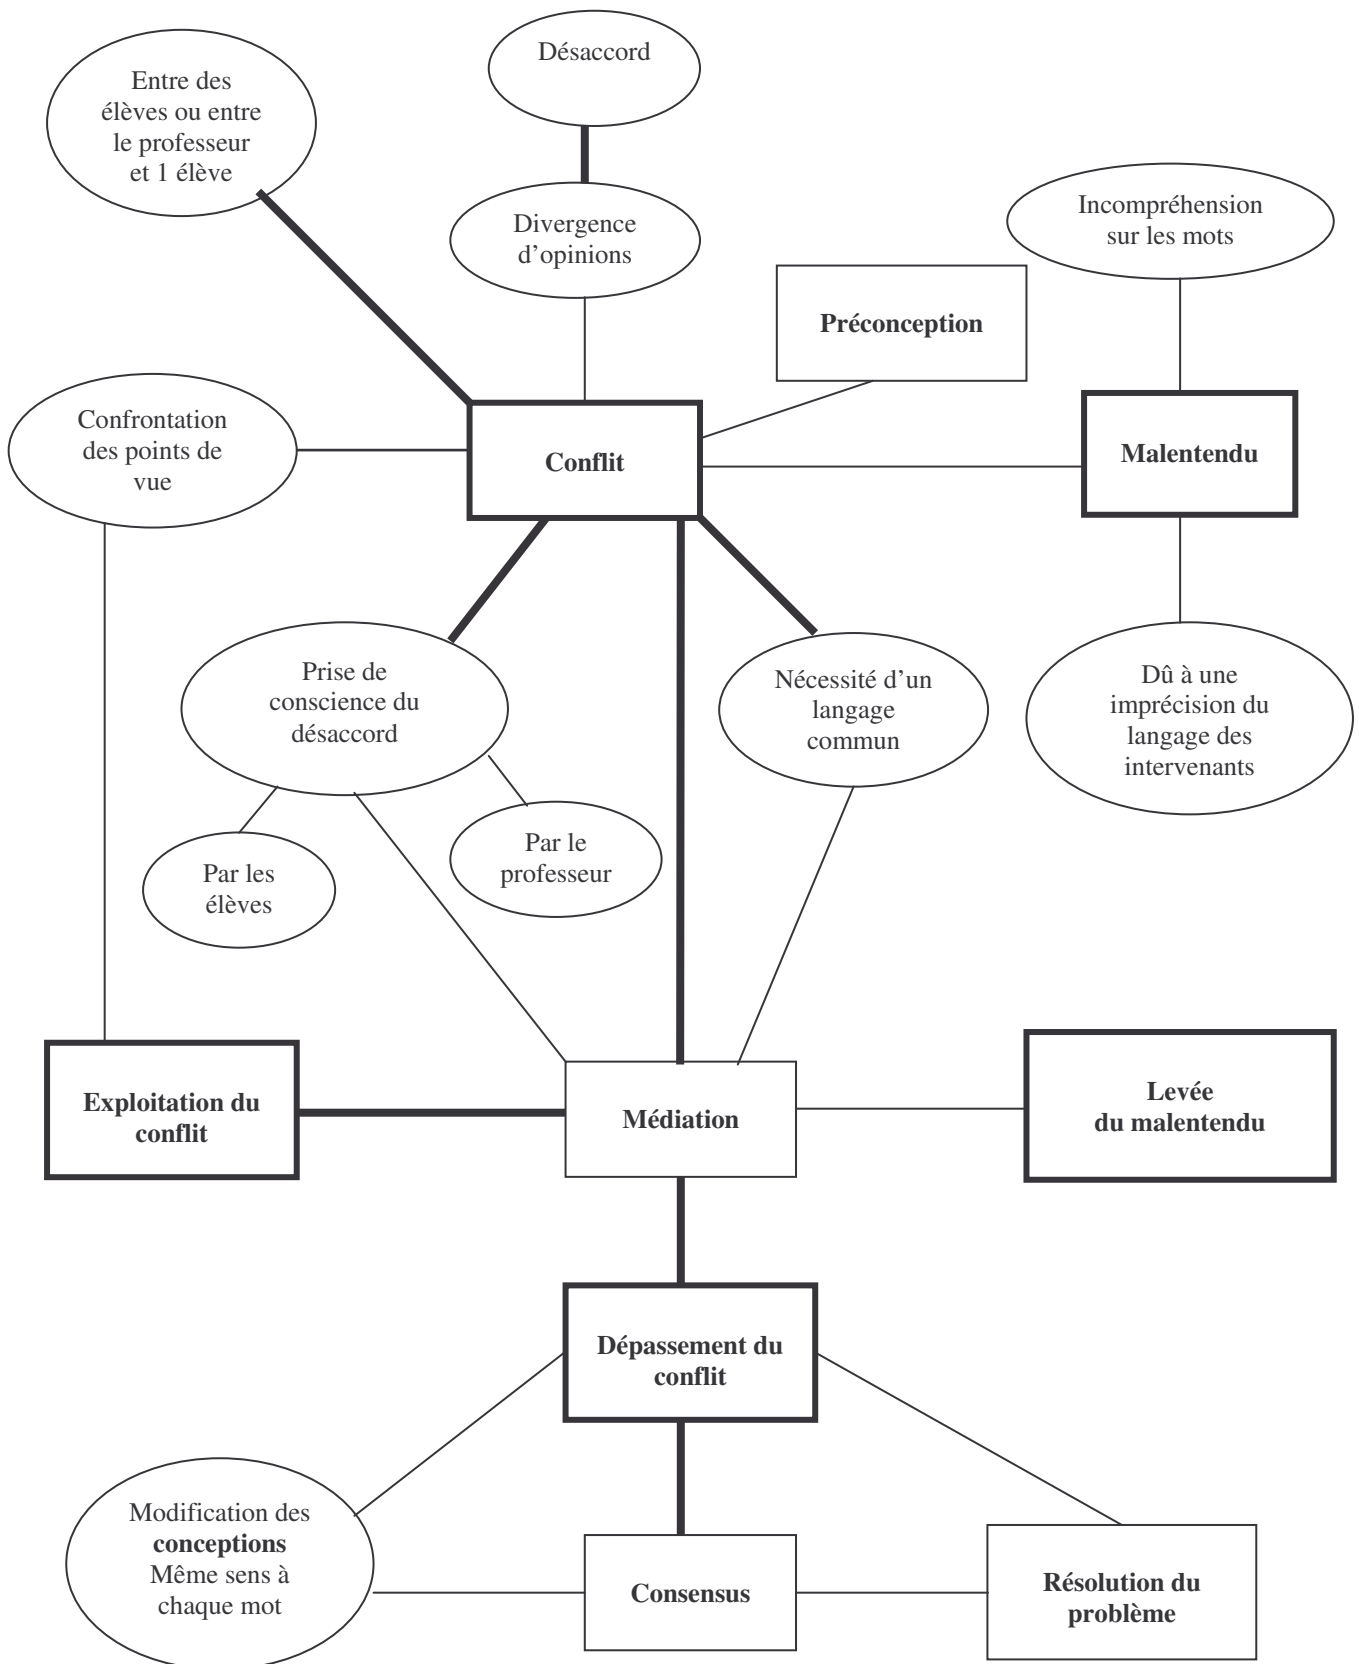 Désaccord
Entre des
élèves ou entre
le professeur
et 1 élève
Divergence
d’opinions
Incompréhension
sur les mots
Préconception
Confrontation
des points de
vue
Conflit
Malentendu
Prise de
conscience du
désaccord
Nécessité d’un
langage
commun
Dû à une
imprécision du
langage des
intervenants
Par le
professeur
Par les
élèves
Exploitation du
conflit
Médiation
Levée
du malentendu
Dépassement du
conflit
Modification des
conceptions
Même sens à
chaque mot
Consensus
Résolution du
problème